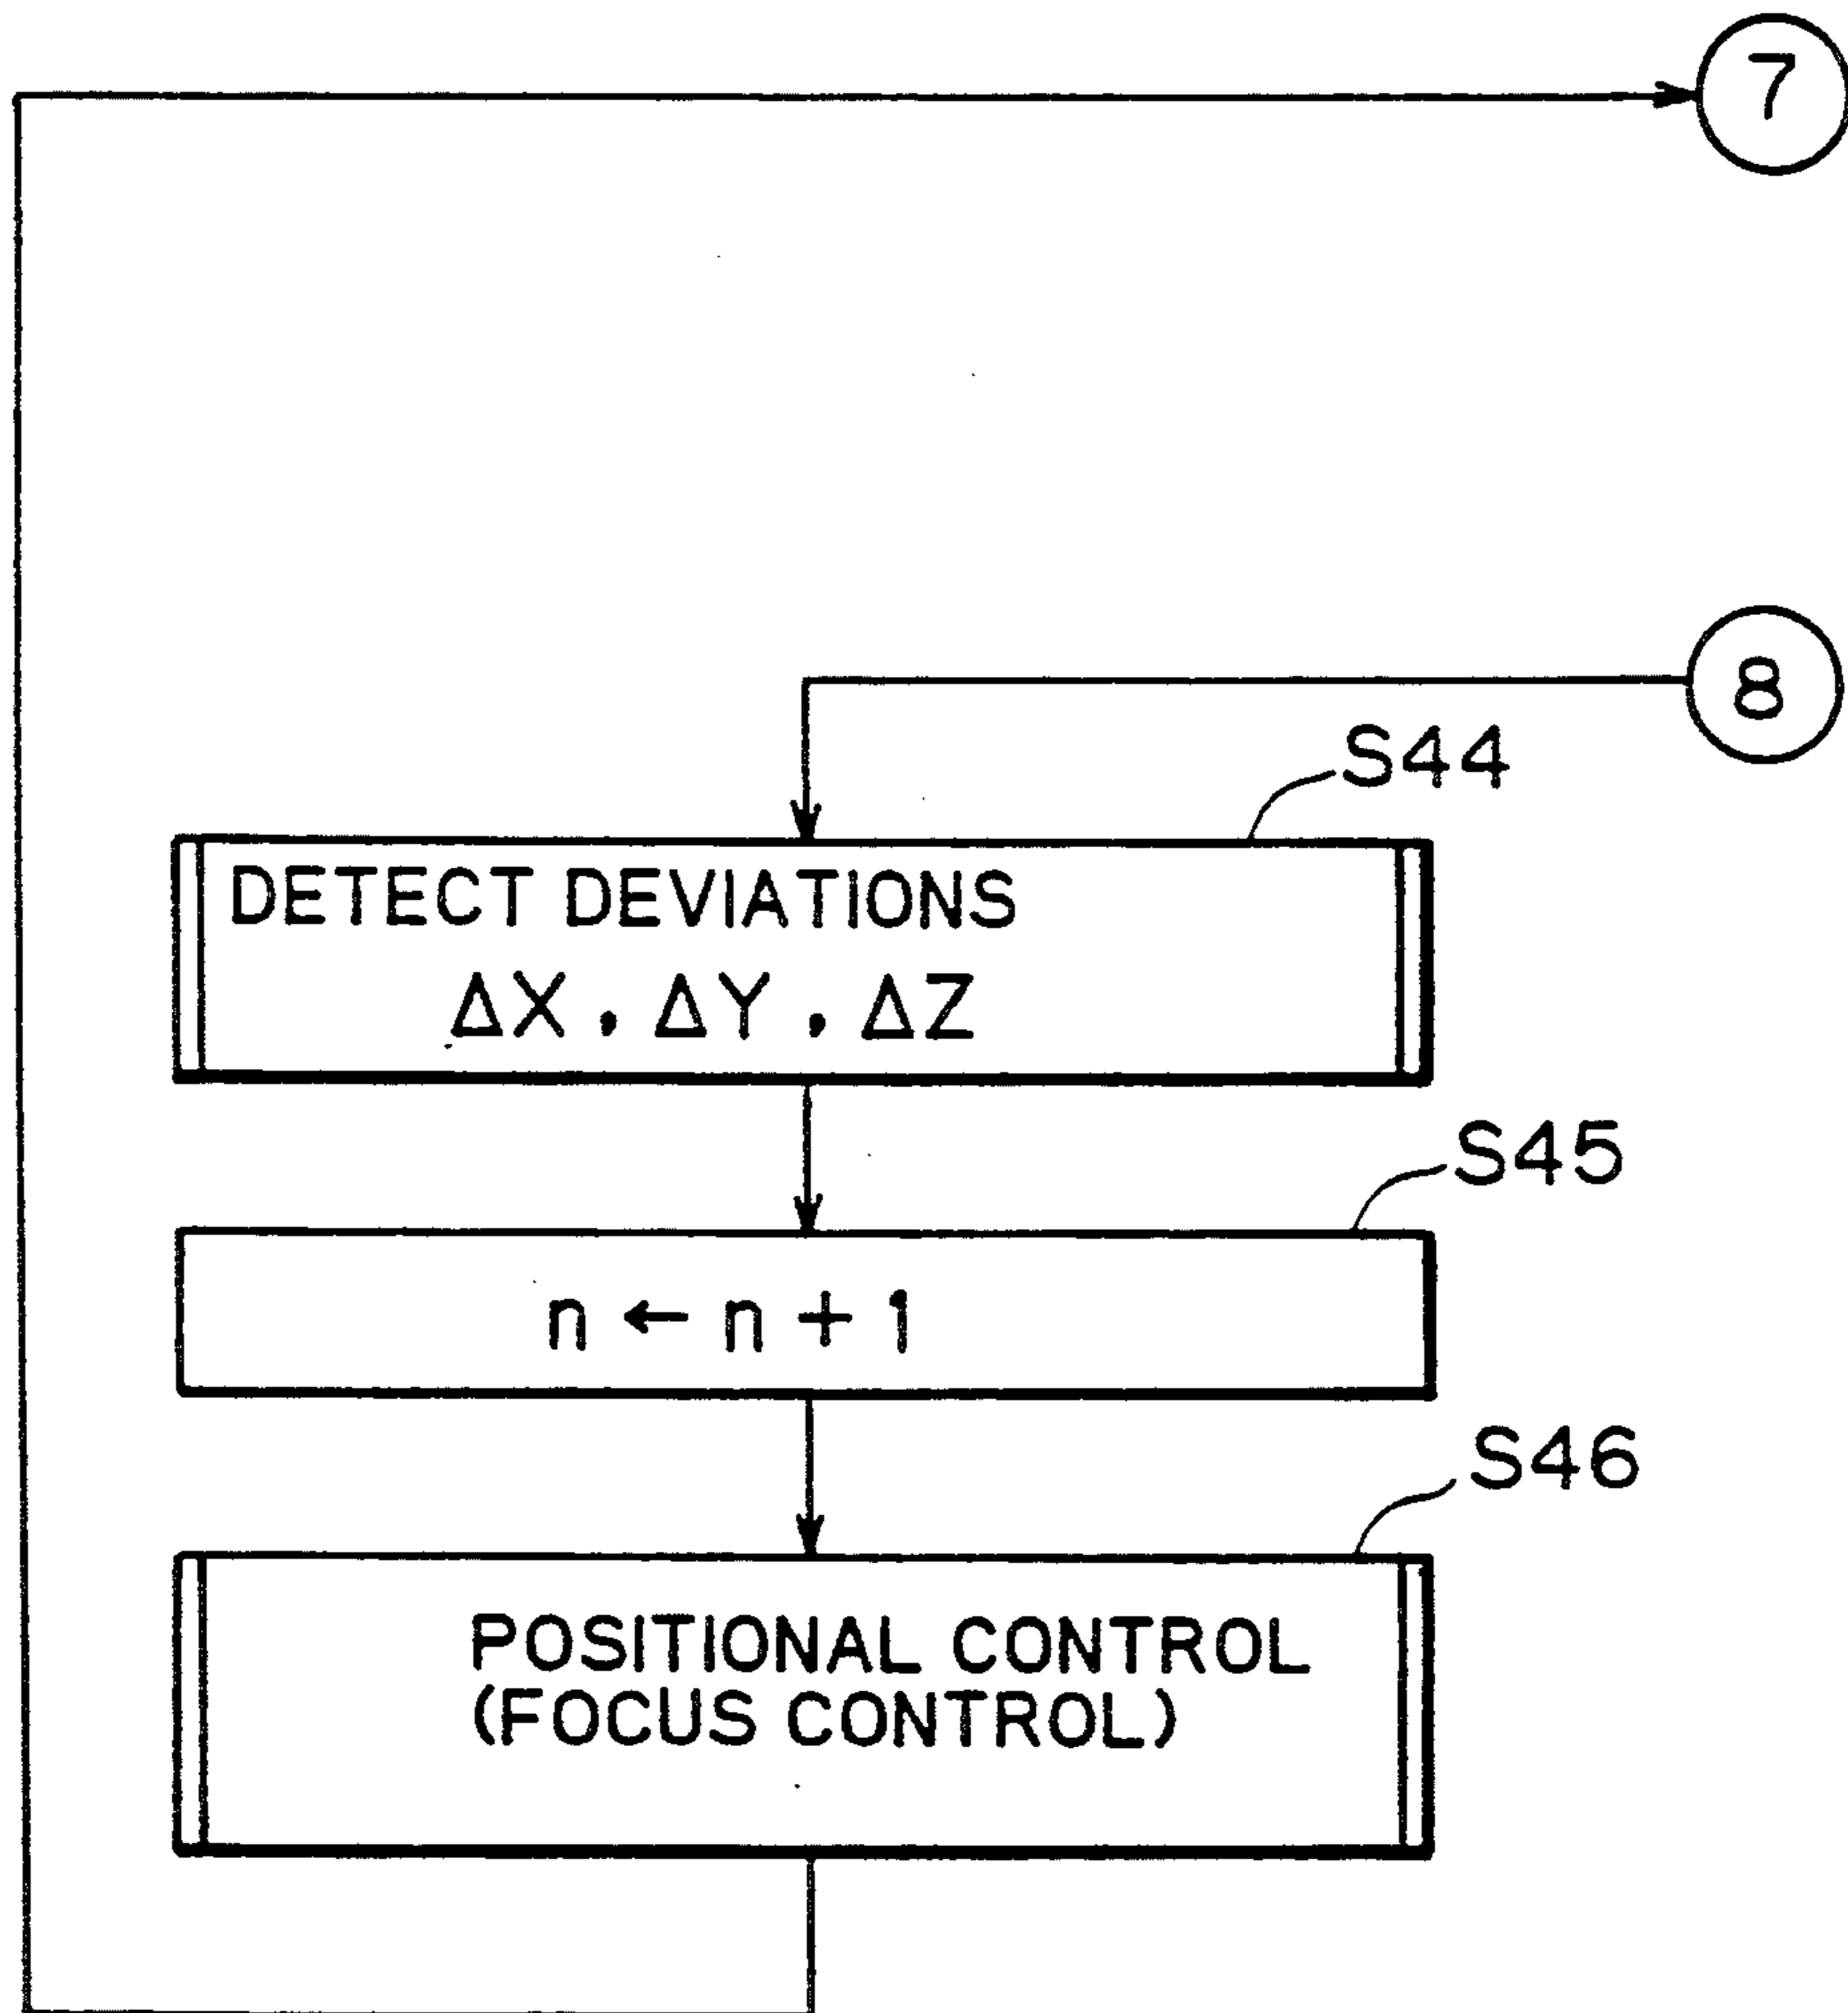 7
8
S44
DETECT DEVIATIONS
ΔX , ΔY , ΔZ
S45
n ← n + 1
S46
POSITIONAL CONTROL
(FOCUS CONTROL)